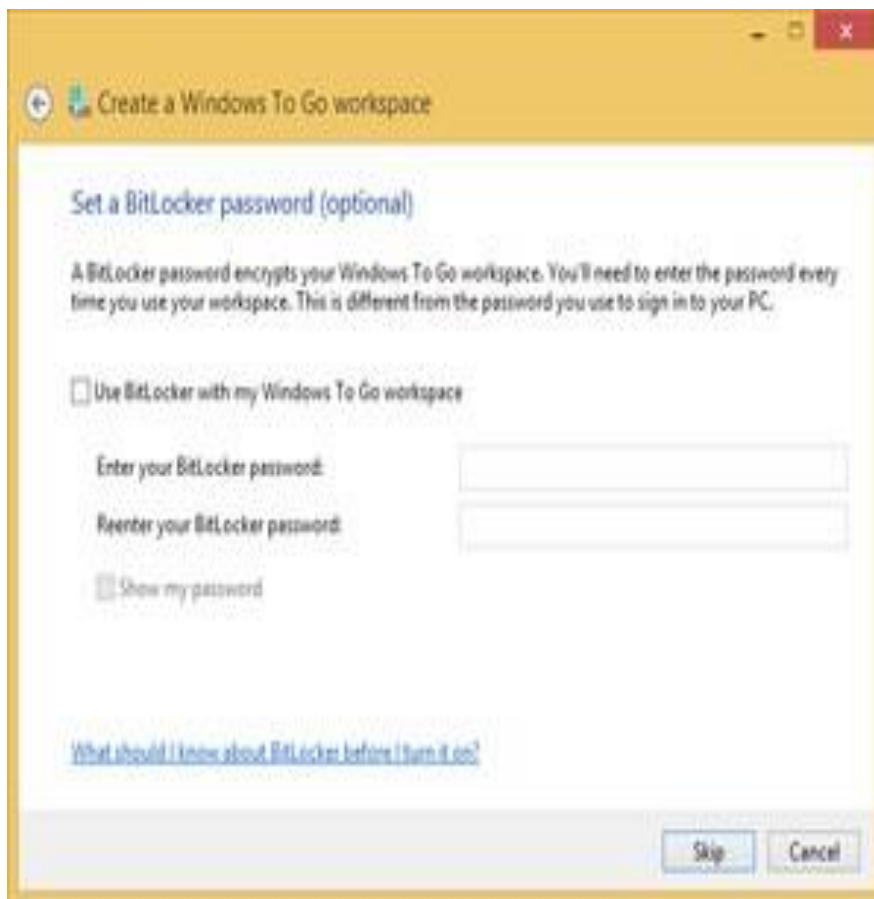 Create a Windows To Go workspace
Set a BitLocker password (optional)
A BitLocker password encrypts your Windows To Go workspace. You'll need to enter the password every
time you use your workspace. This is different from the password you use to sign in to your PC.
Use BitLocker with my Windows To Go workspace
Enter your BitLocker password:
Reenter your BitLocker password:
Show my password
What should I know about BitLocker before I turn it on?
Skip Cancel